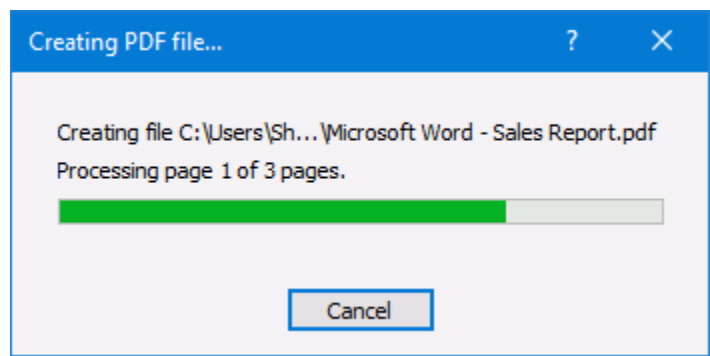 Creating PDF file...
?
Creating file C:\Users\Sh...\Microsoft Word - Sales Report.pdf
Processing page 1 of 3 pages.
Cancel